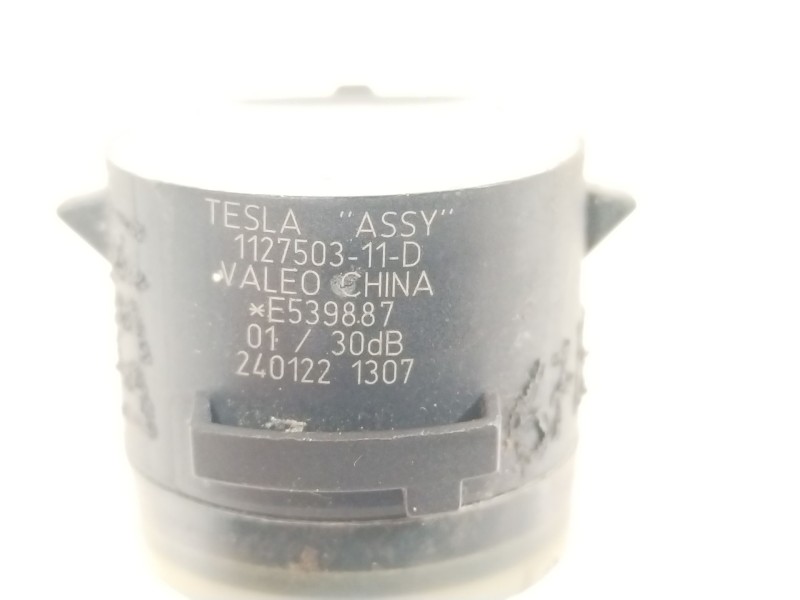 TESLA "ASSY"
1127503-11-D
VALEO CHINA
*E539887
01 / 30dB
240122 1307